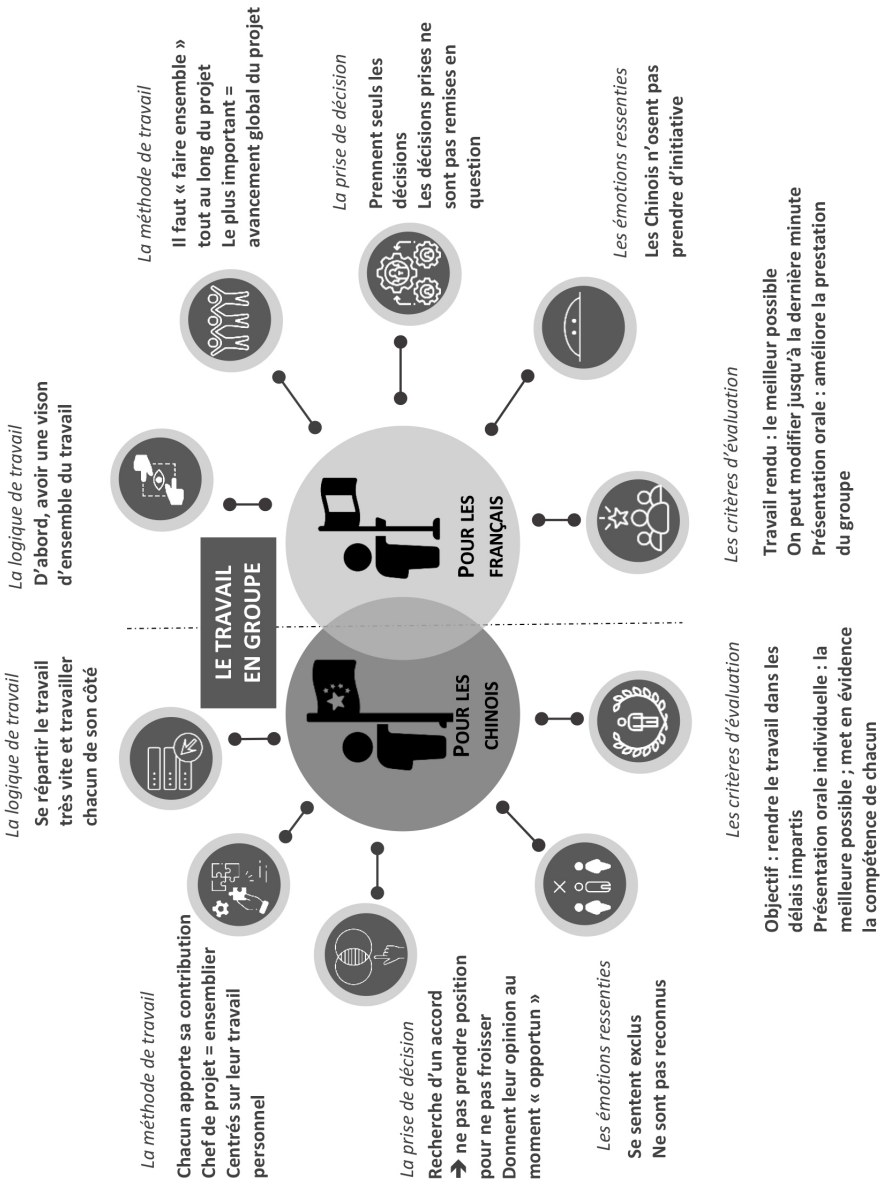 LE TRAVAIL
EN GROUPE
POUR LES
CHINOIS
La logique de travail
Se répartir le travail
très vite et travailler
chacun de son côté
La méthode de travail
Chacun apporte sa contribution
Chef de projet = ensemblier
Centrés sur leur travail
personnel
La prise de décision
Recherche d’un accord
➔ ne pas prendre position
pour ne pas froisser
Donnent leur opinion au
moment « opportun »
Les émotions ressenties
Se sentent exclus
Ne sont pas reconnus
Les critères d’évaluation
Objectif : rendre le travail dans les
délais impartis
Présentation orale individuelle : la
meilleure possible ; met en évidence
la compétence de chacun
POUR LES
FRANÇAIS
La logique de travail
D’abord, avoir une vison
d’ensemble du travail
La méthode de travail
Il faut « faire ensemble »
tout au long du projet
Le plus important =
avancement global du projet
La prise de décision
Prennent seuls les
décisions
Les décisions prises ne
sont pas remises en
question
Les émotions ressenties
Les Chinois n’osent pas
prendre d’initiative
Les critères d’évaluation
Travail rendu : le meilleur possible
On peut modifier jusqu’à la dernière minute
Présentation orale : améliore la prestation
du groupe